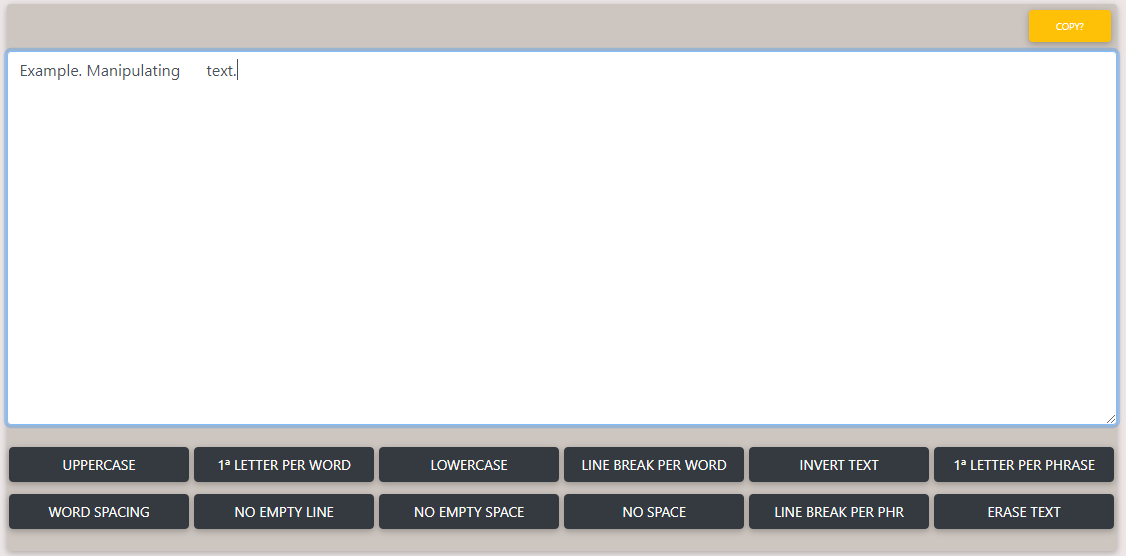 COPY?
Example. Manipulating      text.
UPPERCASE 1ª LETTER PER WORD LOWERCASE LINE BREAK PER WORD INVERT TEXT 1ª LETTER PER PHRASE
WORD SPACING NO EMPTY LINE NO EMPTY SPACE NO SPACE LINE BREAK PER PHR ERASE TEXT